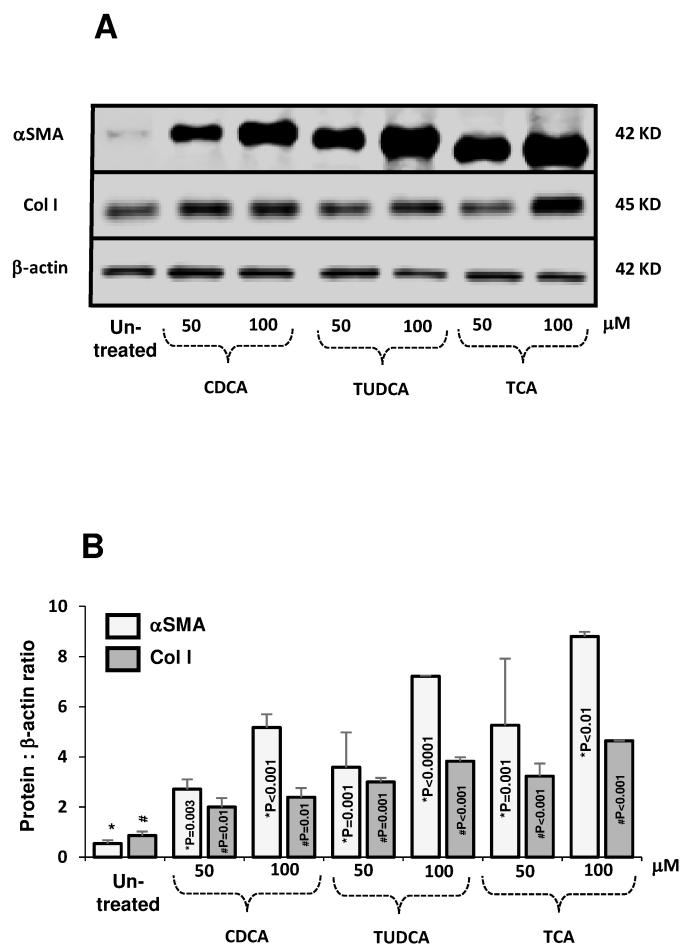 A
αSMA
42 KD
Col I
45 KD
β-actin
42 KD
Un-
treated
50 100 50 100 50 100 μM
CDCA TUDCA TCA
B
Protein : β-actin ratio
10
8
6
4
2
0
αSMA
Col I
*
#
*P=0.003
#P=0.01
*P<0.001
#P=0.01
*P=0.001
#P=0.001
*P<0.0001
#P<0.001
*P=0.001
#P<0.001
*P<0.01
#P<0.001
Un-
treated
50 100 50 100 50 100 μM
CDCA TUDCA TCA